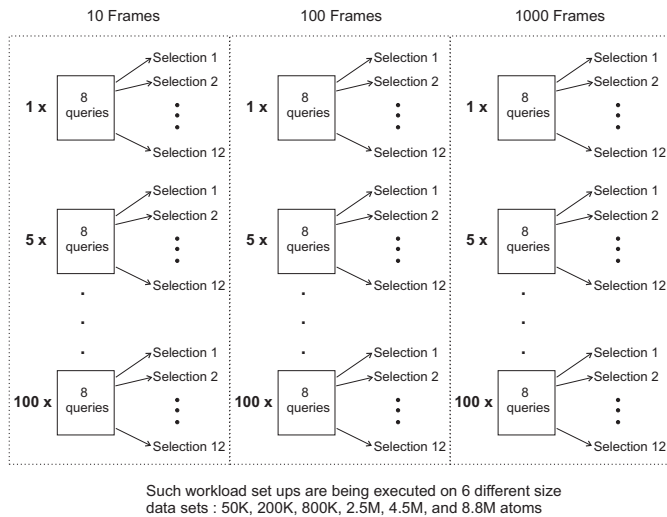 10 Frames
100 Frames
1000 Frames
1 x
8
queries
Selection 1
Selection 2
Selection 12
1 x
8
queries
Selection 1
Selection 2
Selection 12
1 x
8
queries
Selection 1
Selection 2
Selection 12
5 x
8
queries
Selection 1
Selection 2
Selection 12
5 x
8
queries
Selection 1
Selection 2
Selection 12
5 x
8
queries
Selection 1
Selection 2
Selection 12
100 x
8
queries
Selection 1
Selection 2
Selection 12
100 x
8
queries
Selection 1
Selection 2
Selection 12
100 x
8
queries
Selection 1
Selection 2
Selection 12
Such workload set ups are being executed on 6 different size
data sets : 50K, 200K, 800K, 2.5M, 4.5M, and 8.8M atoms